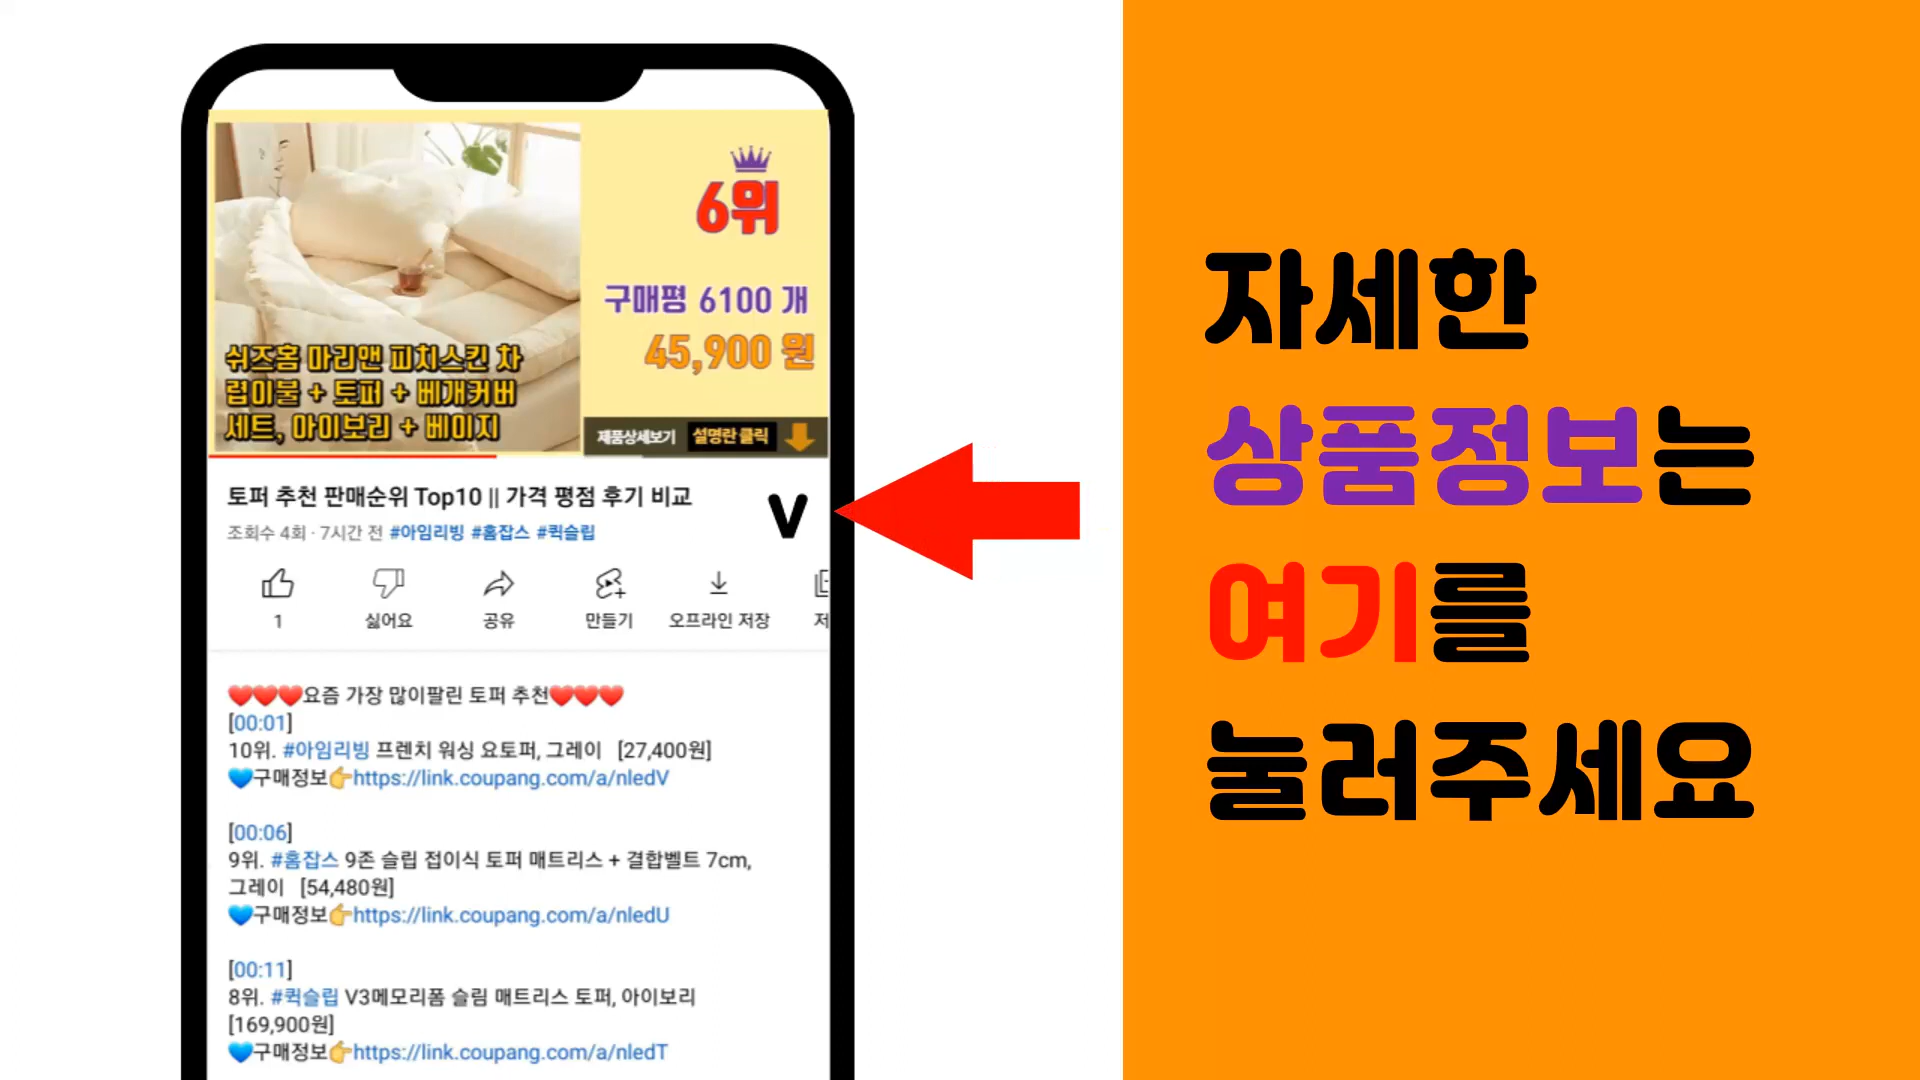 6위
구매평 6100 개
45,900 원
쉬즈홈 마리앤 피치스킨 차
렵이불 + 토퍼 + 베개커버
세트, 아이보리 + 베이지
제품상세보기 설명란 클릭
토퍼 추천 판매순위 Top10 || 가격 평점 후기 비교
V
조회수 4회 · 7시간 전 #아임리빙 #홈잡스 #퀵슬립
1 싫어요 공유 만들기 오프라인 저장 저
❤️❤️❤️요즘 가장 많이팔린 토퍼 추천❤️❤️❤️
[00:01]
10위. #아임리빙 프렌치 워싱 요토퍼, 그레이 [27,400원]
💙구매정보👉https://link.coupang.com/a/nledV
[00:06]
9위. #홈잡스 9존 슬립 접이식 토퍼 매트리스 + 결합벨트 7cm,
그레이 [54,480원]
💙구매정보👉https://link.coupang.com/a/nledU
[00:11]
8위. #퀵슬립 V3메모리폼 슬림 매트리스 토퍼, 아이보리
[169,900원]
💙구매정보👉https://link.coupang.com/a/nledT
자세한
상품정보는
여기를
눌러주세요